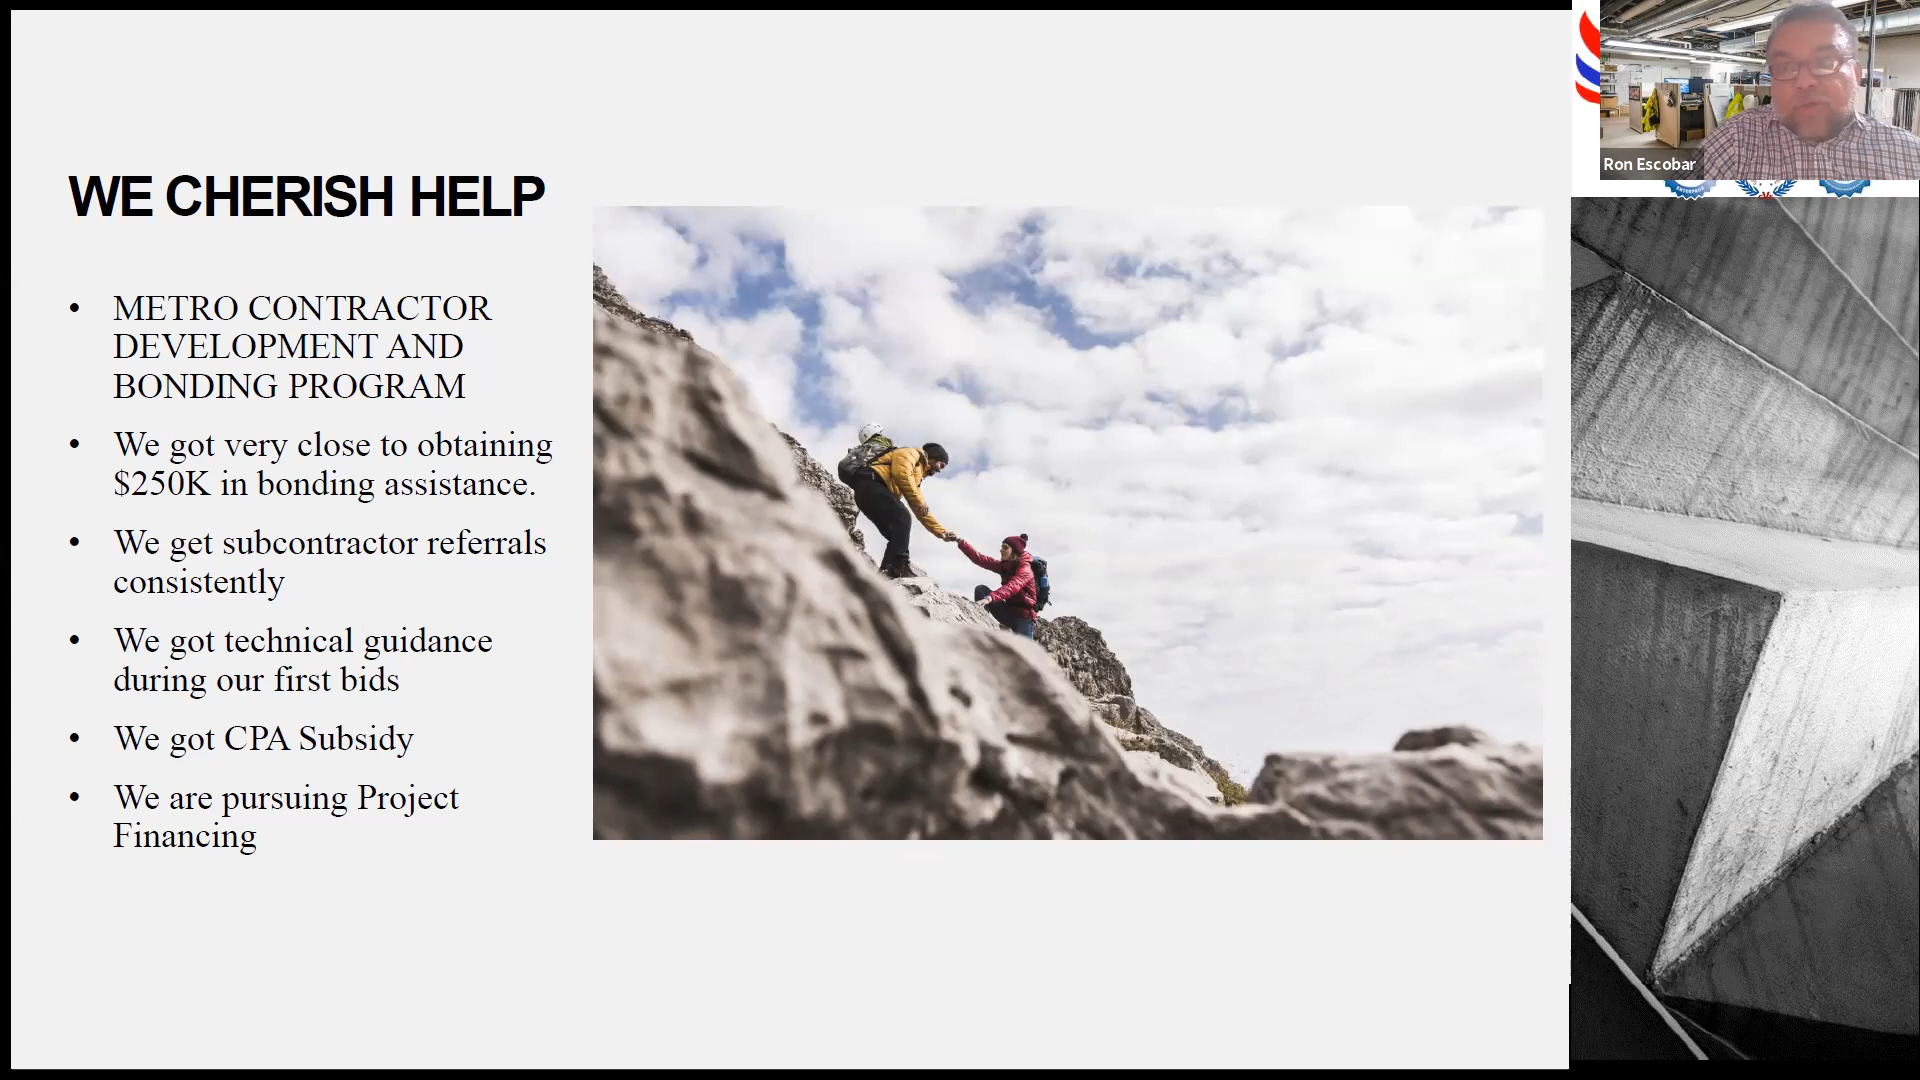 WE CHERISH HELP
• METRO CONTRACTOR
DEVELOPMENT AND
BONDING PROGRAM
• We got very close to obtaining
$250K in bonding assistance.
• We get subcontractor referrals
consistently
• We got technical guidance
during our first bids
• We got CPA Subsidy
• We are pursuing Project
Financing
Ron Escobar
ENTERPRISE